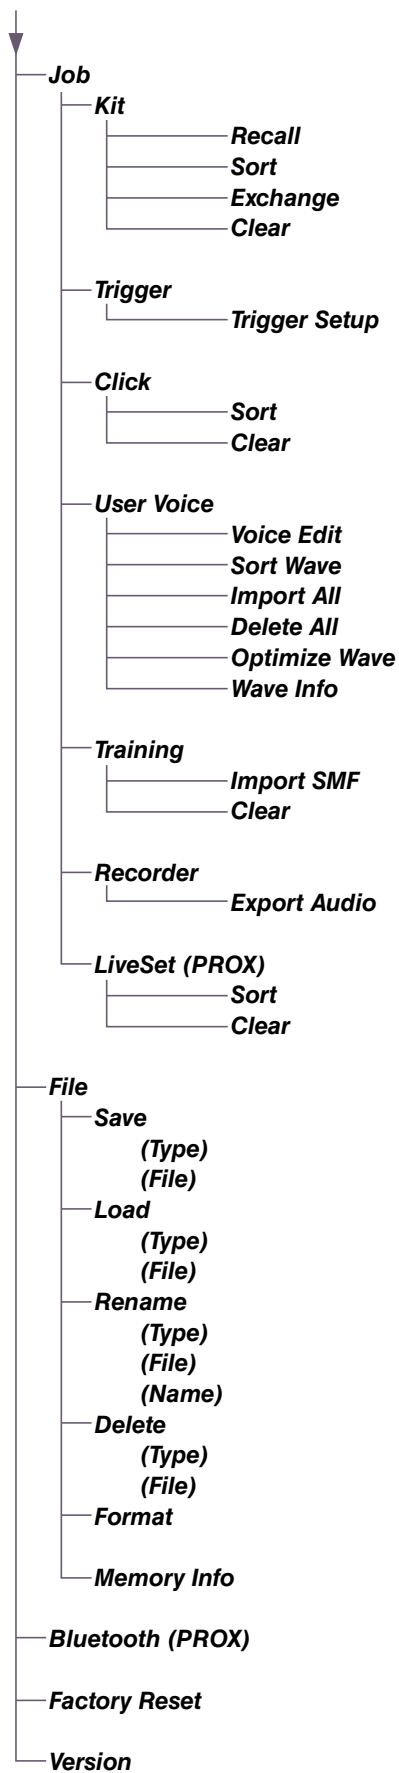 Job
Kit
Recall
Sort
Exchange
Clear
Trigger
Trigger Setup
Click
Sort
Clear
User Voice
Voice Edit
Sort Wave
Import All
Delete All
Optimize Wave
Wave Info
Training
Import SMF
Clear
Recorder
Export Audio
LiveSet (PROX)
Sort
Clear
File
Save
(Type)
(File)
Load
(Type)
(File)
Rename
(Type)
(File)
(Name)
Delete
(Type)
(File)
Format
Memory Info
Bluetooth (PROX)
Factory Reset
Version